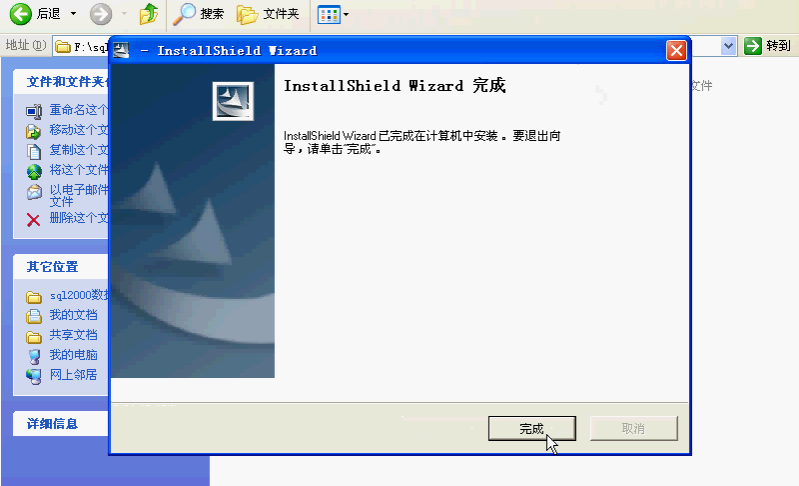 后退 搜索 文件夹
地址(D) F:\sql 转到
- InstallShield Wizard
InstallShield Wizard 完成
InstallShield Wizard 已完成在计算机中安装 。要退出向
导，请单击"完成"。
完成 取消
文件和文件夹
重命名这个
移动这个文
复制这个文
将这个文件
以电子邮件
文件
删除这个文
其它位置
sql2000数据
我的文档
共享文档
我的电脑
网上邻居
详细信息
文件